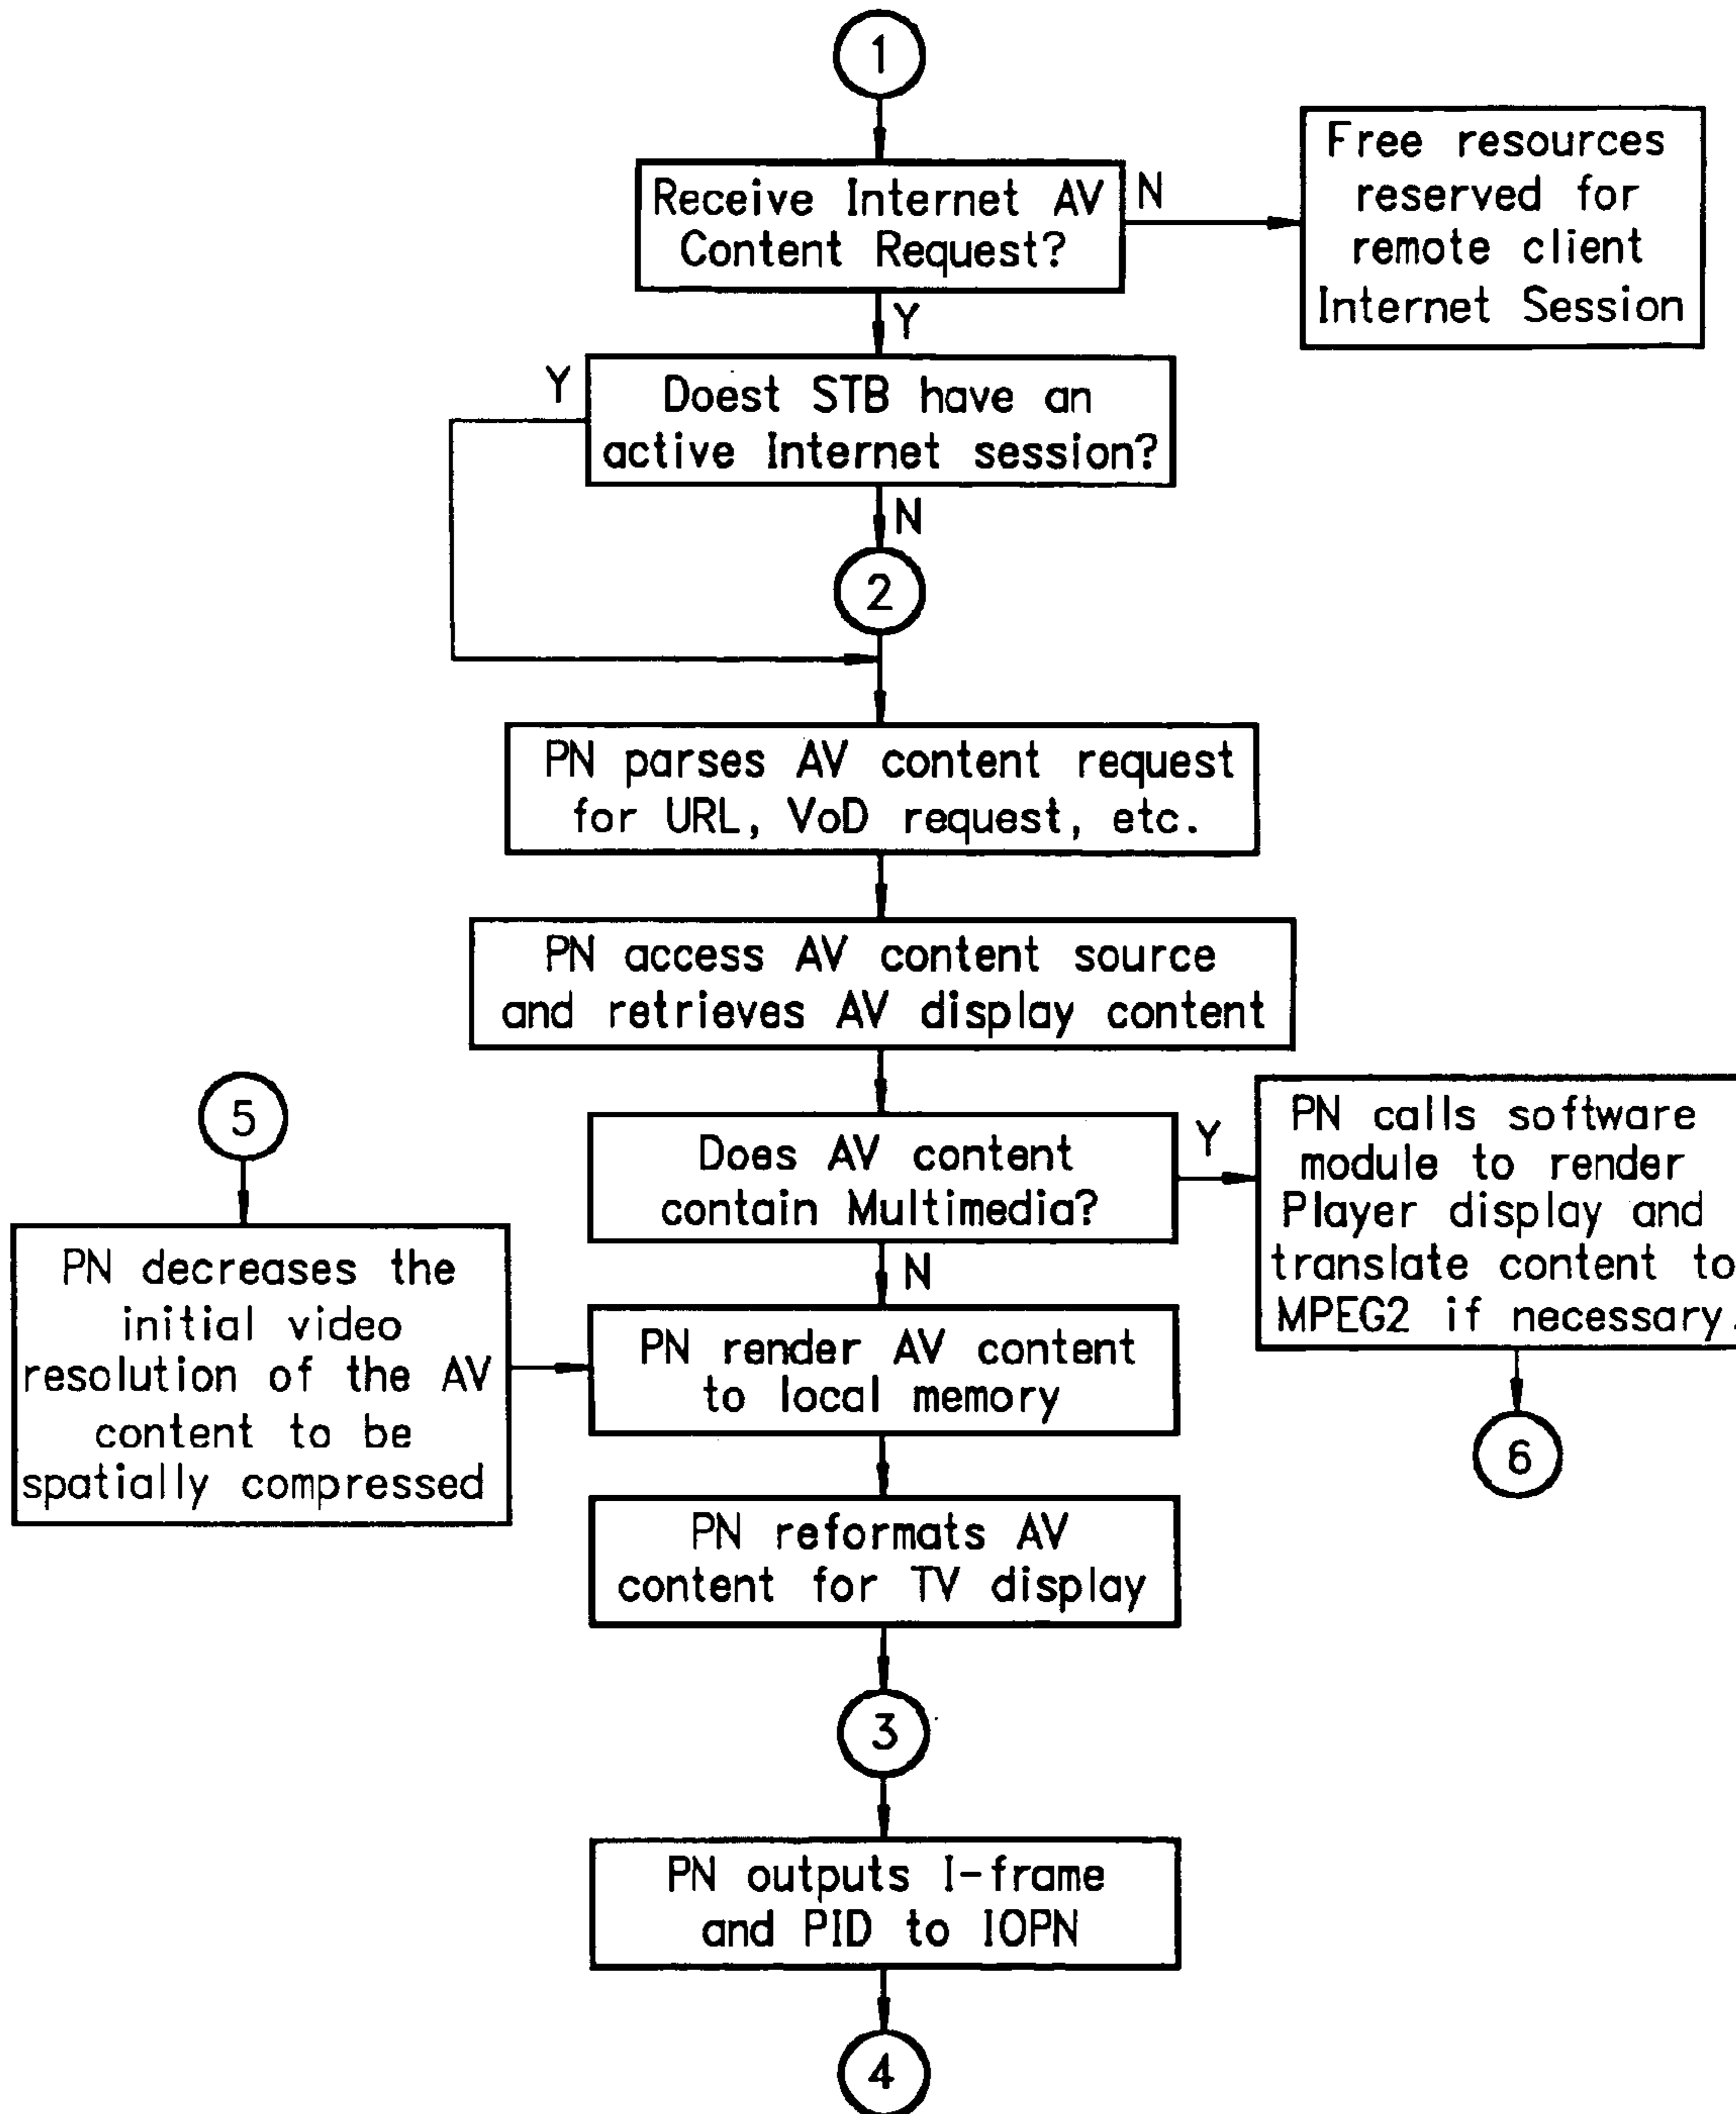 1
Receive Internet AV
Content Request?
N
Free resources
reserved for
remote client
Internet Session
Y
Y
Doest STB have an
active Internet session?
N
2
PN parses AV content request
for URL, VoD request, etc.
PN access AV content source
and retrieves AV display content
5
Does AV content
contain Multimedia?
Y
PN calls software
module to render
Player display and
translate content to
MPEG2 if necessary.
N
PN decreases the
initial video
resolution of the AV
content to be
spatially compressed
PN render AV content
to local memory
6
PN reformats AV
content for TV display
3
PN outputs I-frame
and PID to IOPN
4